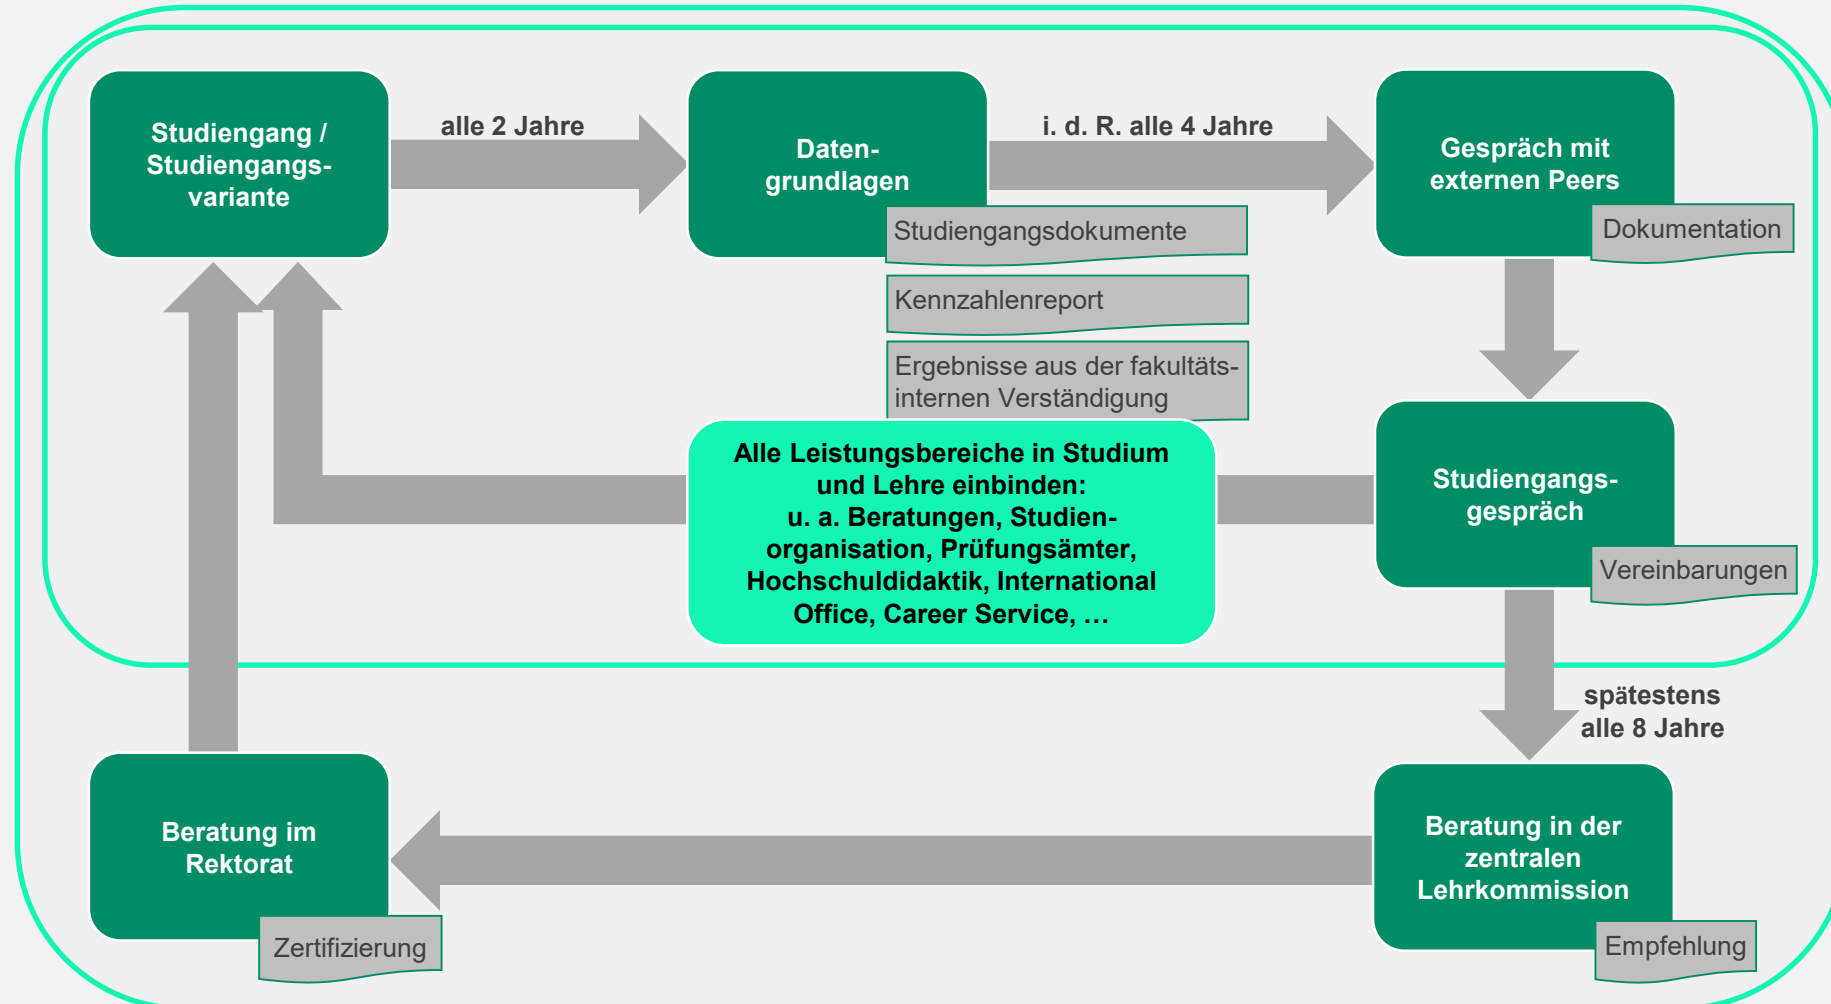 Studiengang /
Studiengangs-
variante
alle 2 Jahre
Daten-
grundlagen
i. d. R. alle 4 Jahre
Gespräch mit
externen Peers
Studiengangsdokumente
Dokumentation
Kennzahlenreport
Ergebnisse aus der fakultäts-
internen Verständigung
Alle Leistungsbereiche in Studium
und Lehre einbinden:
u. a. Beratungen, Studien-
organisation, Prüfungsämter,
Hochschuldidaktik, International
Office, Career Service, …
Studiengangs-
gespräch
Vereinbarungen
spätestens
alle 8 Jahre
Beratung im
Rektorat
Zertifizierung
Beratung in der
zentralen
Lehrkommission
Empfehlung